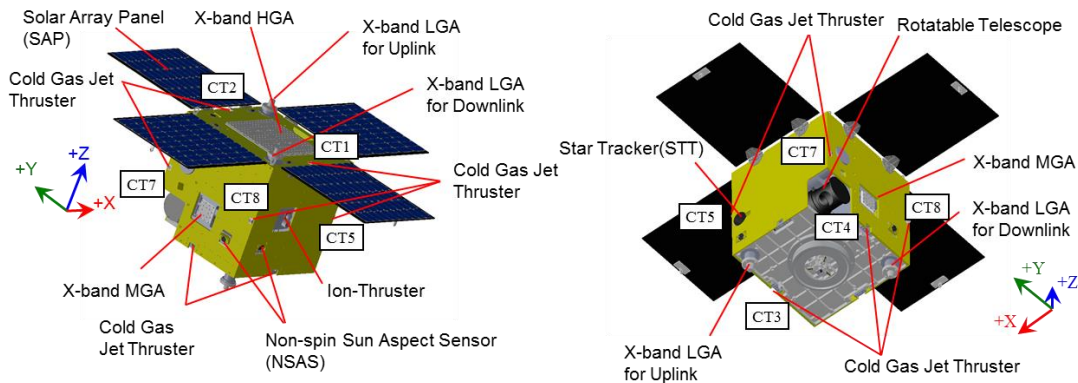 Solar Array Panel
(SAP)
X-band HGA
X-band LGA
for Uplink
Cold Gas Jet
Thruster
CT2
X-band LGA
for Downlink
CT1
+Z
+Y
+X
CT7
CT8
Cold Gas Jet
Thruster
CT5
X-band MGA
Ion-Thruster
Cold Gas
Jet Thruster
Non-spin Sun Aspect Sensor
(NSAS)
Cold Gas Jet Thruster
Rotatable Telescope
Star Tracker(STT)
CT7
X-band MGA
CT5
CT4
CT8
X-band LGA
for Downlink
+Y
+Z
+X
CT3
X-band LGA
for Uplink
Cold Gas Jet Thruster